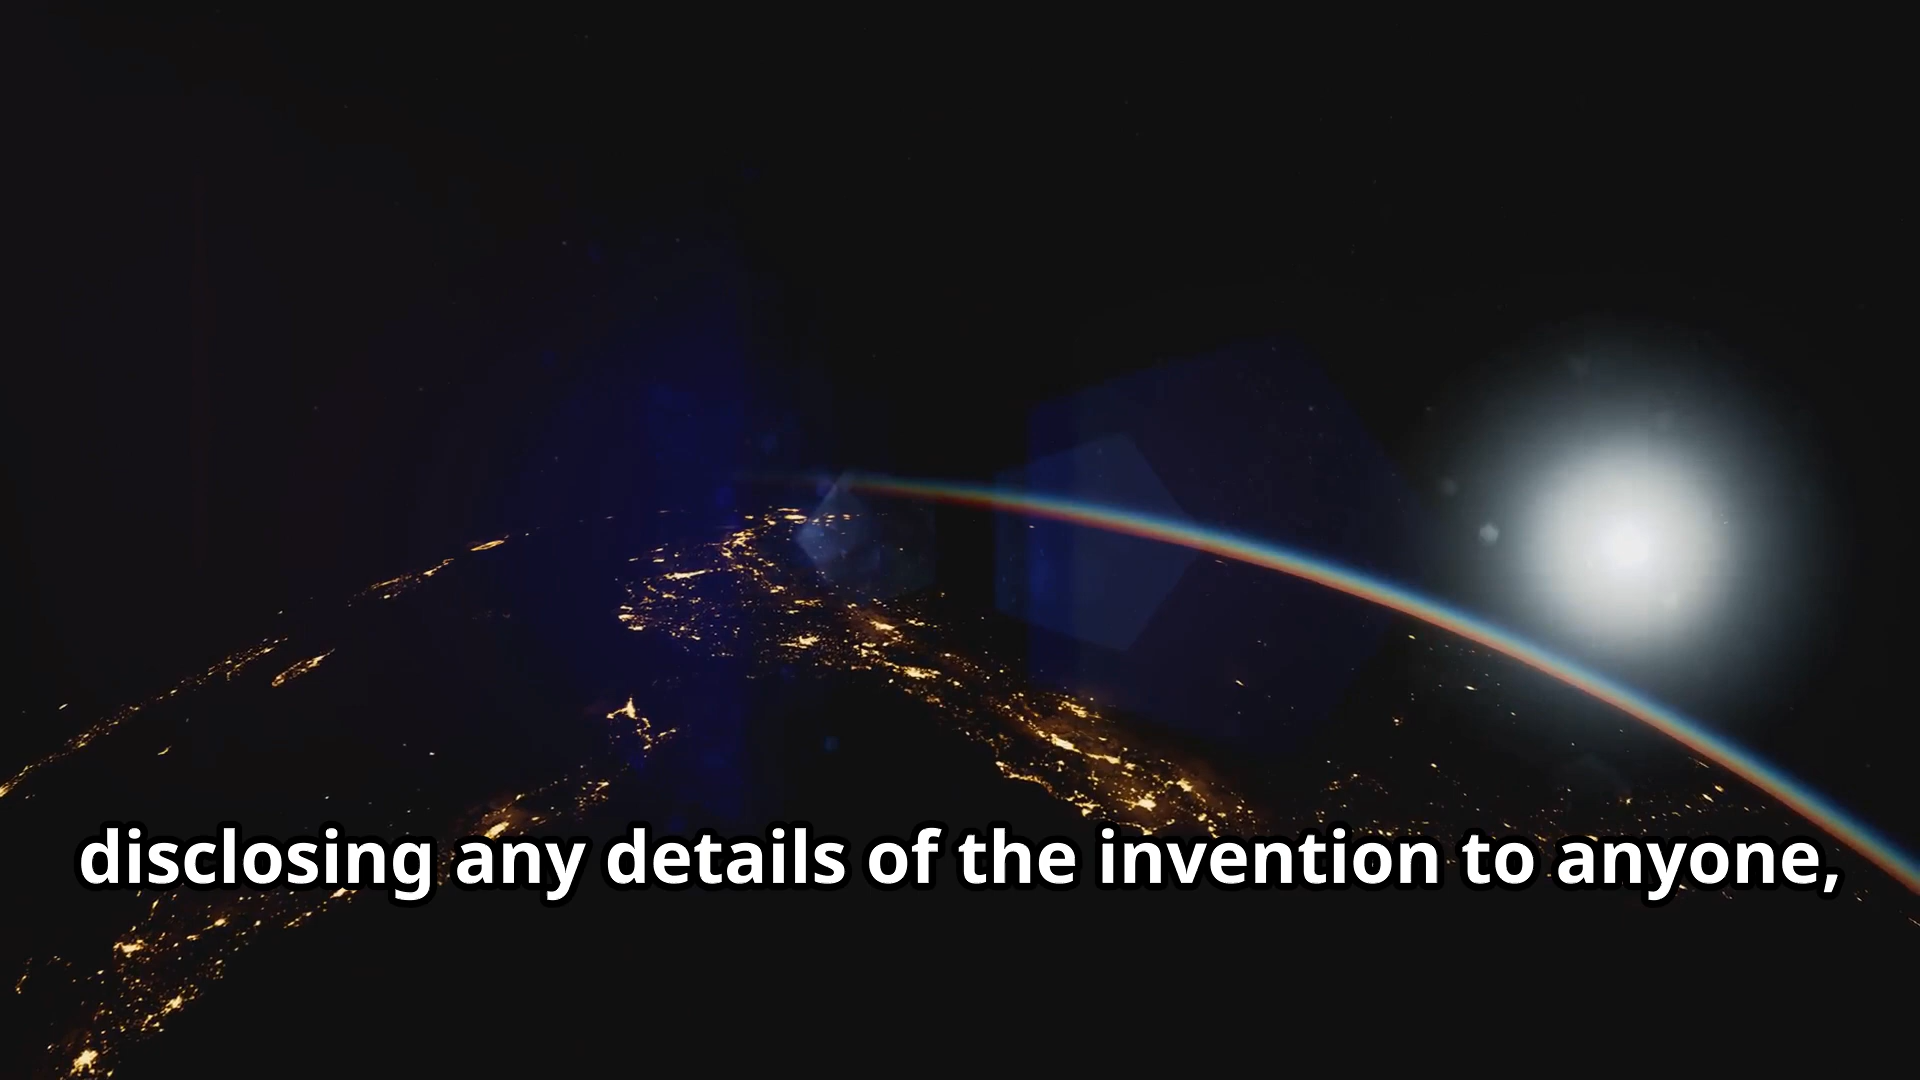 disclosing any details of the invention to anyone,